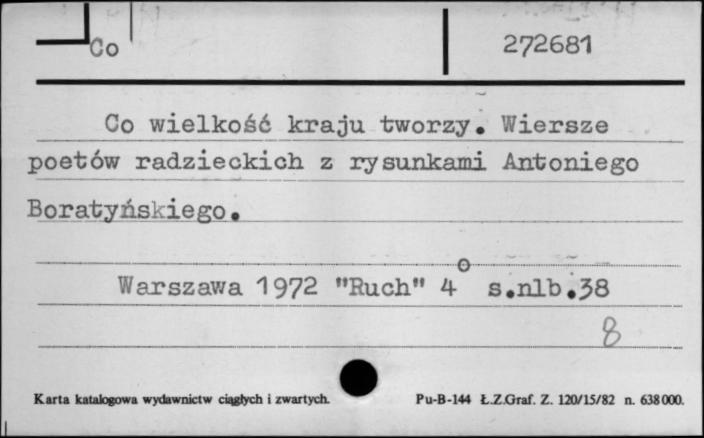 Co 272681
Co wielkość kraju tworzy. Wiersze
poetów radzieckich z rysunkami Antoniego
Boratyńskiego.
Warszawa 1972 "Ruch" 4° s.nlb.38
8
Karta katalogowa wydawnictw ciągłych i zwartych. Pu-B-144 Ł.Z.Graf. Z. 120/15/82 n. 638000.